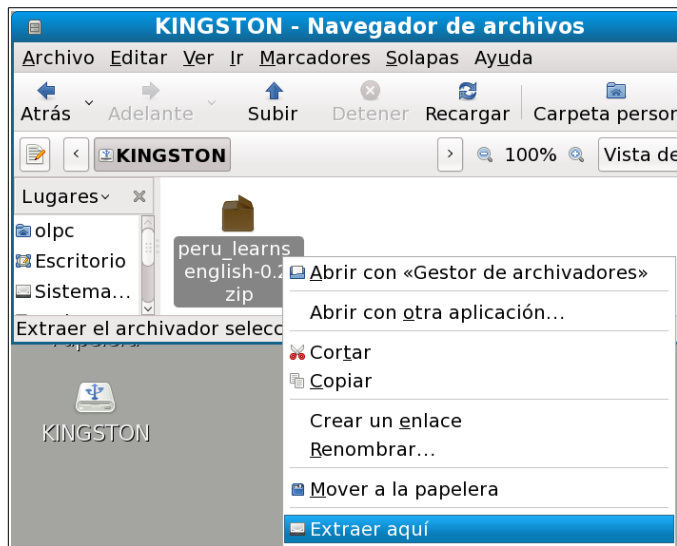 KINGSTON - Navegador de archivos
Archivo Editar Ver Ir Marcadores Solapas Ayuda
Atrás Adelante Subir Detener Recargar Carpeta person
KINGSTON 100% Vista de
Lugares
olpc
Escritorio
Sistema...
peru_learns
english-0.2
zip
Extraer el archivador selecc
Abrir con «Gestor de archivadores»
Abrir con otra aplicación...
Cortar
Copiar
Crear un enlace
Renombrar...
Mover a la papelera
Extraer aquí
KINGSTON